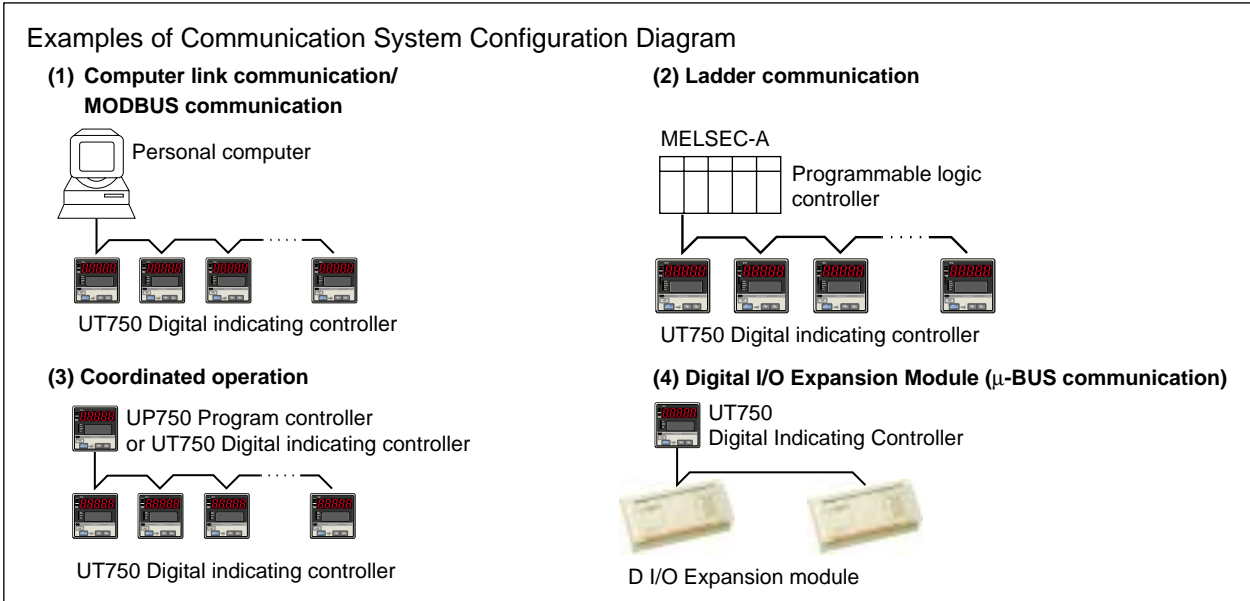 Examples of Communication System Configuration Diagram
(1) Computer link communication/
MODBUS communication
Personal computer
UT750 Digital indicating controller
(2) Ladder communication
MELSEC-A
Programmable logic
controller
UT750 Digital indicating controller
(3) Coordinated operation
UP750 Program controller
or UT750 Digital indicating controller
UT750 Digital indicating controller
(4) Digital I/O Expansion Module (μ-BUS communication)
UT750
Digital Indicating Controller
D I/O Expansion module